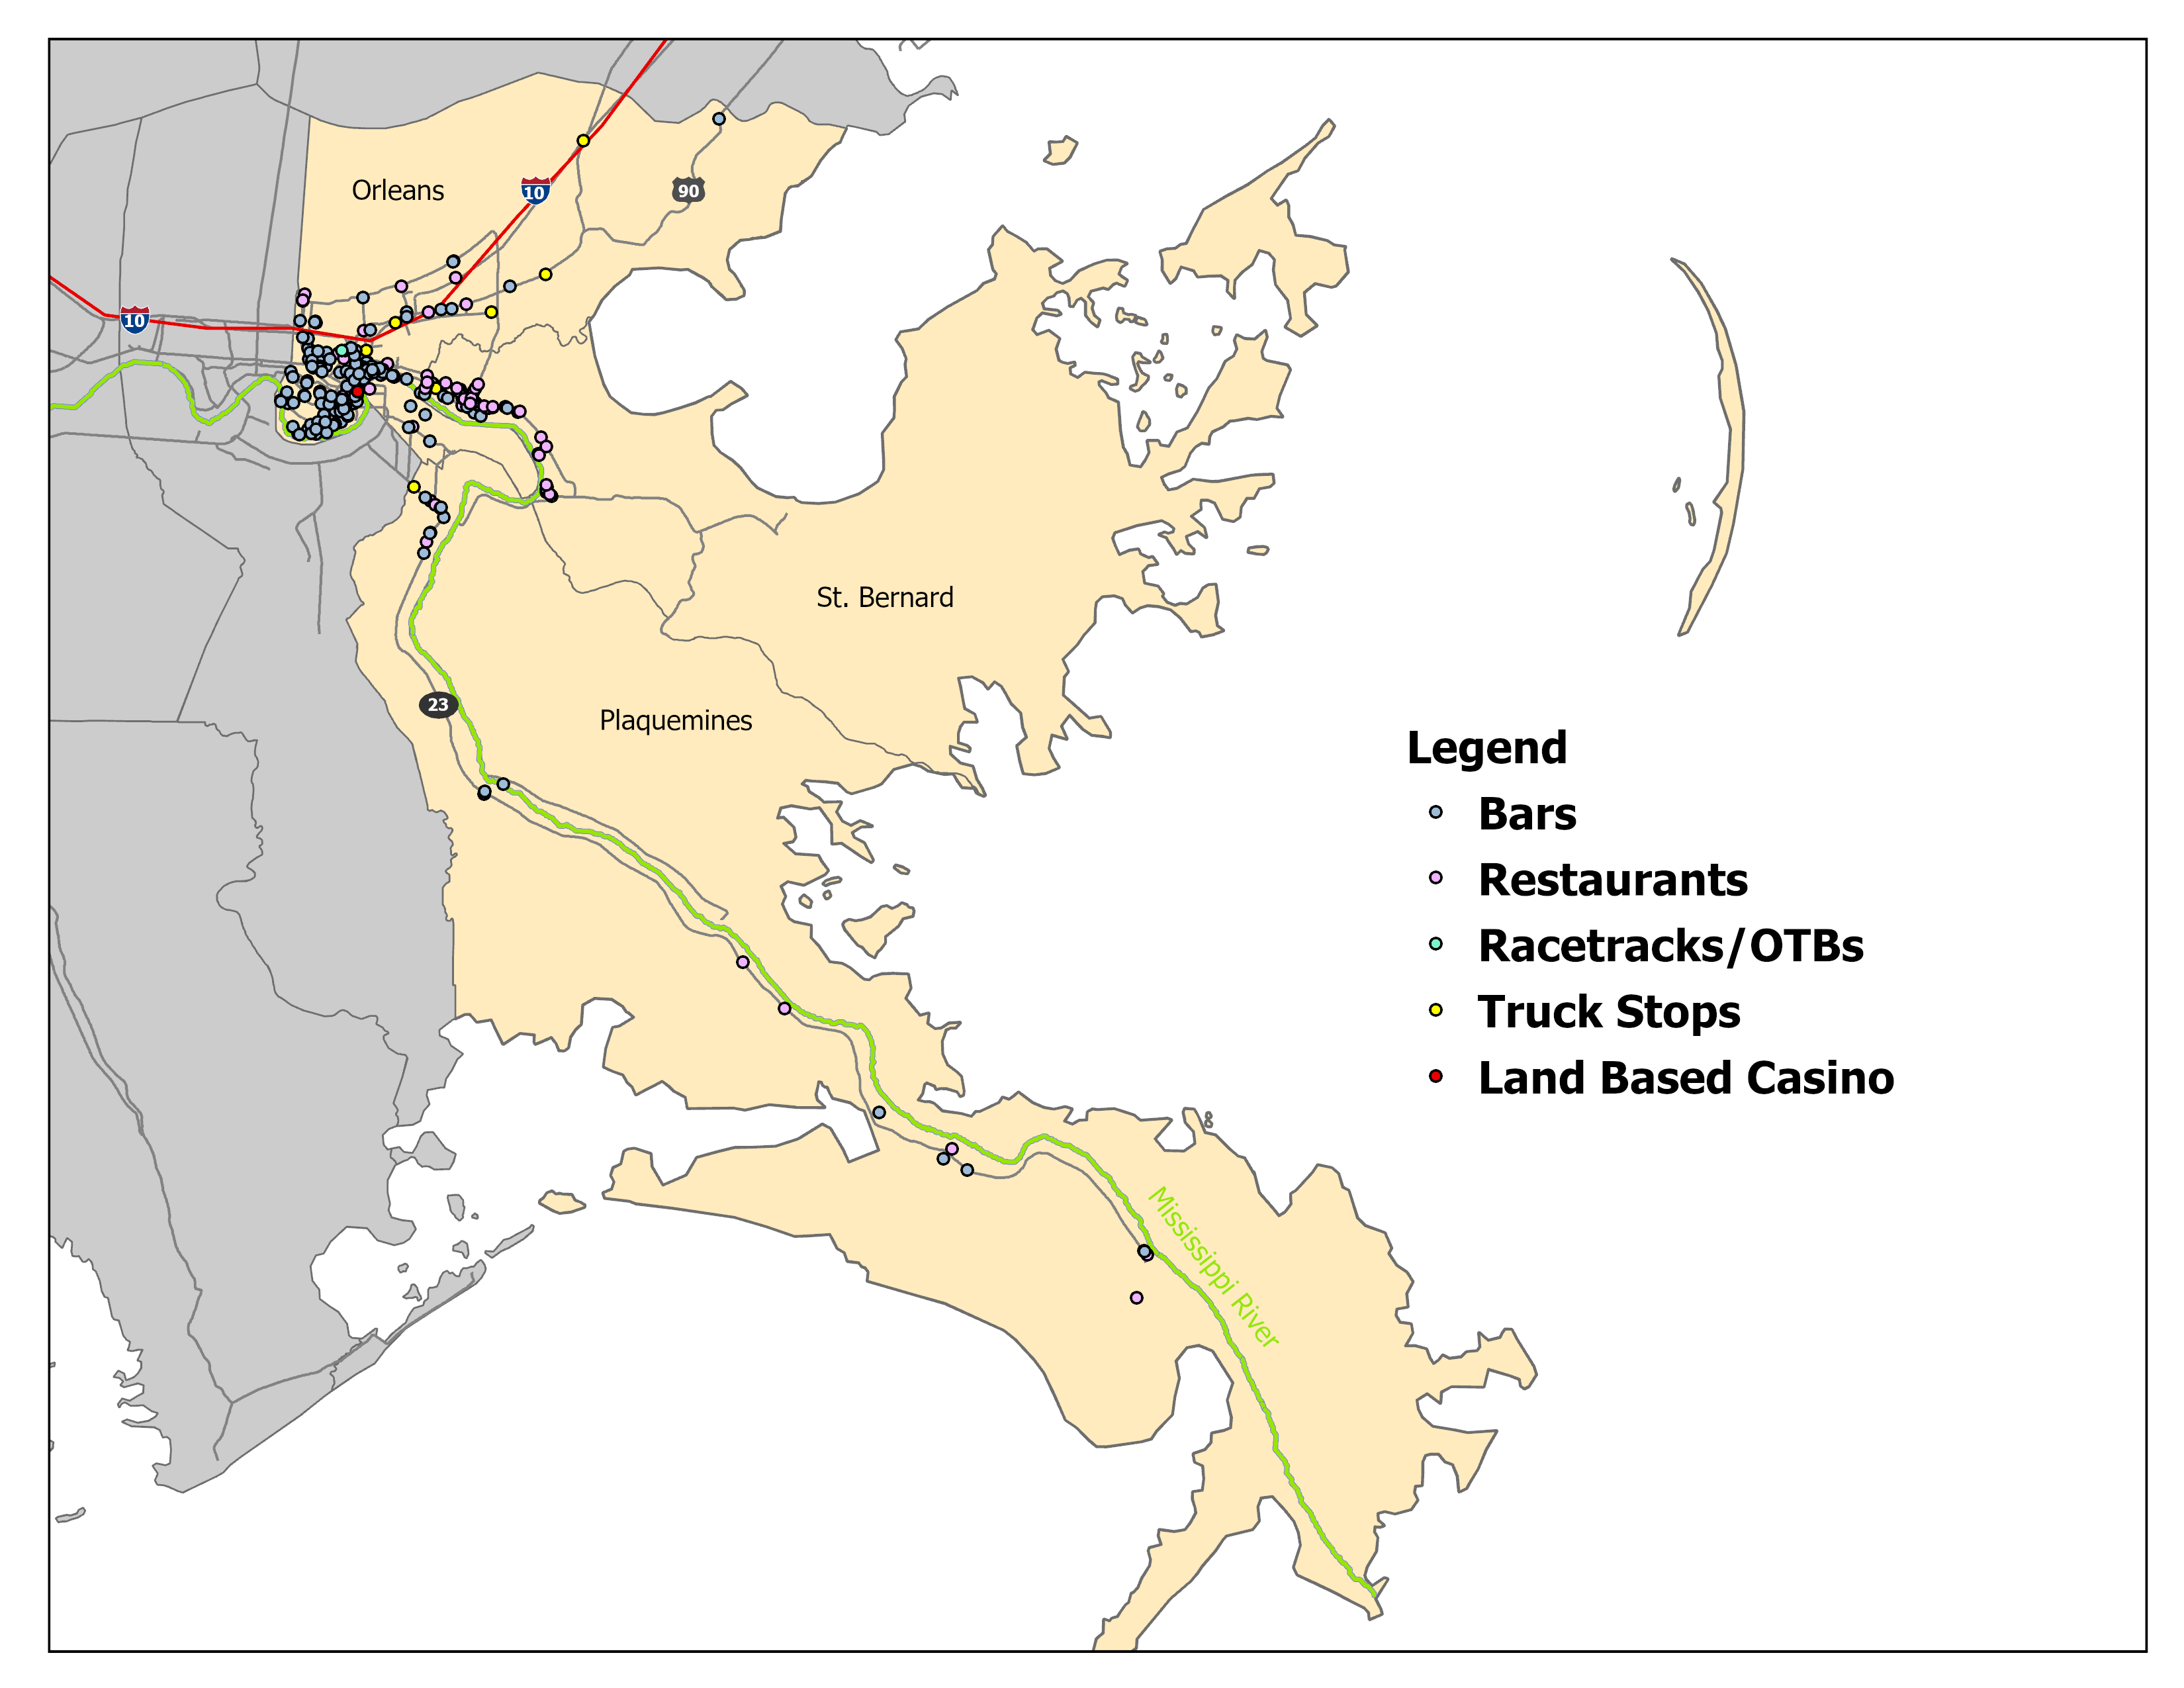 Orleans
10
90
10
St. Bernard
23
Plaquemines
Legend
Bars
Restaurants
Racetracks/OTBs
Truck Stops
Land Based Casino
Mississippi River